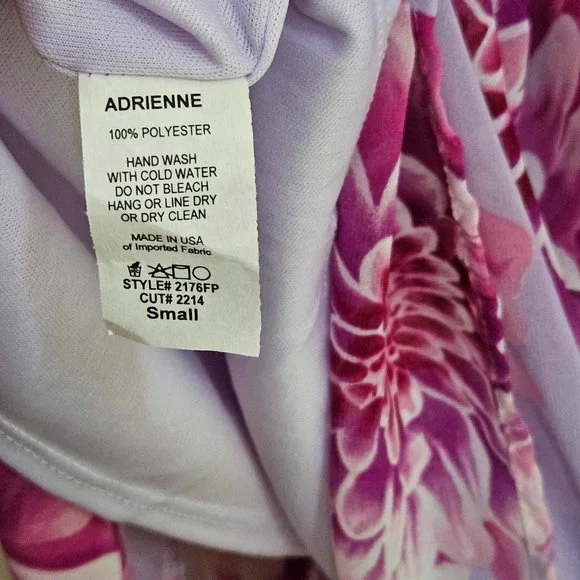 ADRIENNE
100% POLYESTER
HAND WASH
WITH COLD WATER
DO NOT BLEACH
HANG OR LINE DRY
OR DRY CLEAN
MADE IN USA
of Imported Fabric
STYLE# 2176FP
CUT# 2214
Small